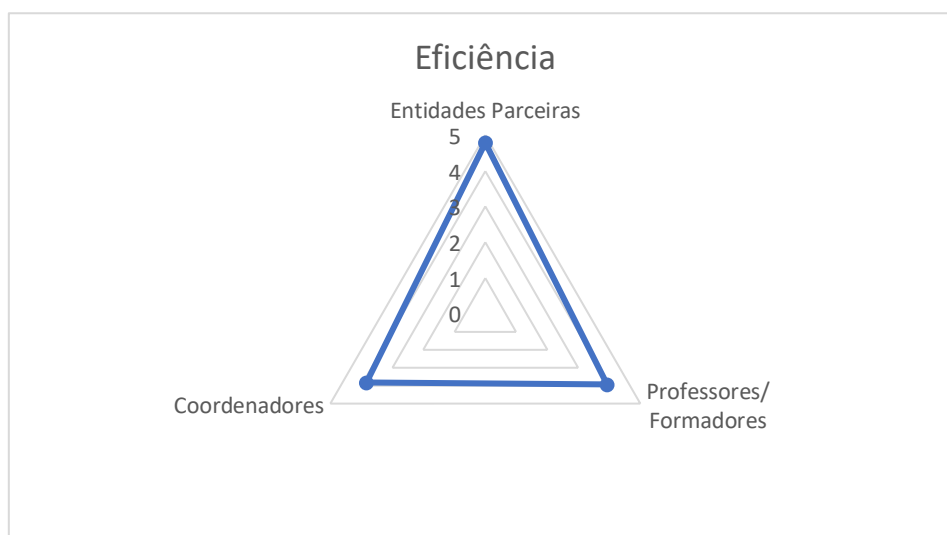 Eficiência
Entidades Parceiras
5
4
3
2
1
0
Coordenadores
Professores/
Formadores